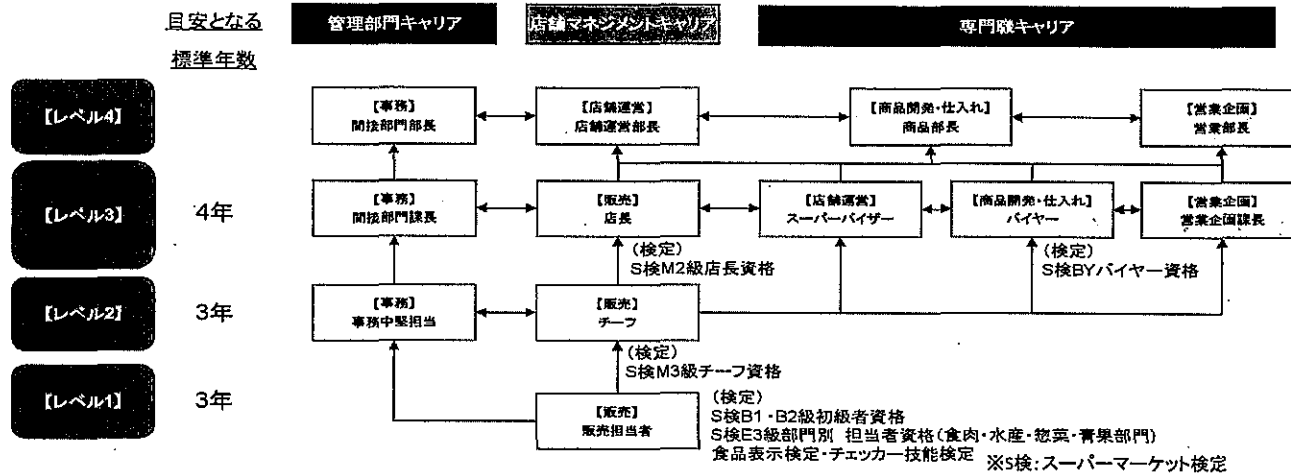 目安となる
標準年数
管理部門キャリア
店舗マネジメントキャリア
専門職キャリア
【レベル4】
【事務】
間接部門部長
【店舗運営】
店舗運営部長
【商品開発・仕入れ】
商品部長
【営業企画】
営業部長
【レベル3】
4年
【事務】
間接部門課長
【販売】
店長
【店舗運営】
スーパーバイザー
【商品開発・仕入れ】
バイヤー
【営業企画】
営業企画課長
(検定)
S検M2級店長資格
(検定)
S検BYバイヤー資格
【レベル2】
3年
【事務】
事務中堅担当
【販売】
チーフ
(検定)
S検M3級チーフ資格
【レベル1】
3年
【販売】
販売担当者
(検定)
S検B1・B2級初級者資格
S検E3級部門別 担当者資格(食肉・水産・惣菜・青果部門)
食品表示検定・チェッカー技能検定
※S検:スーパーマーケット検定